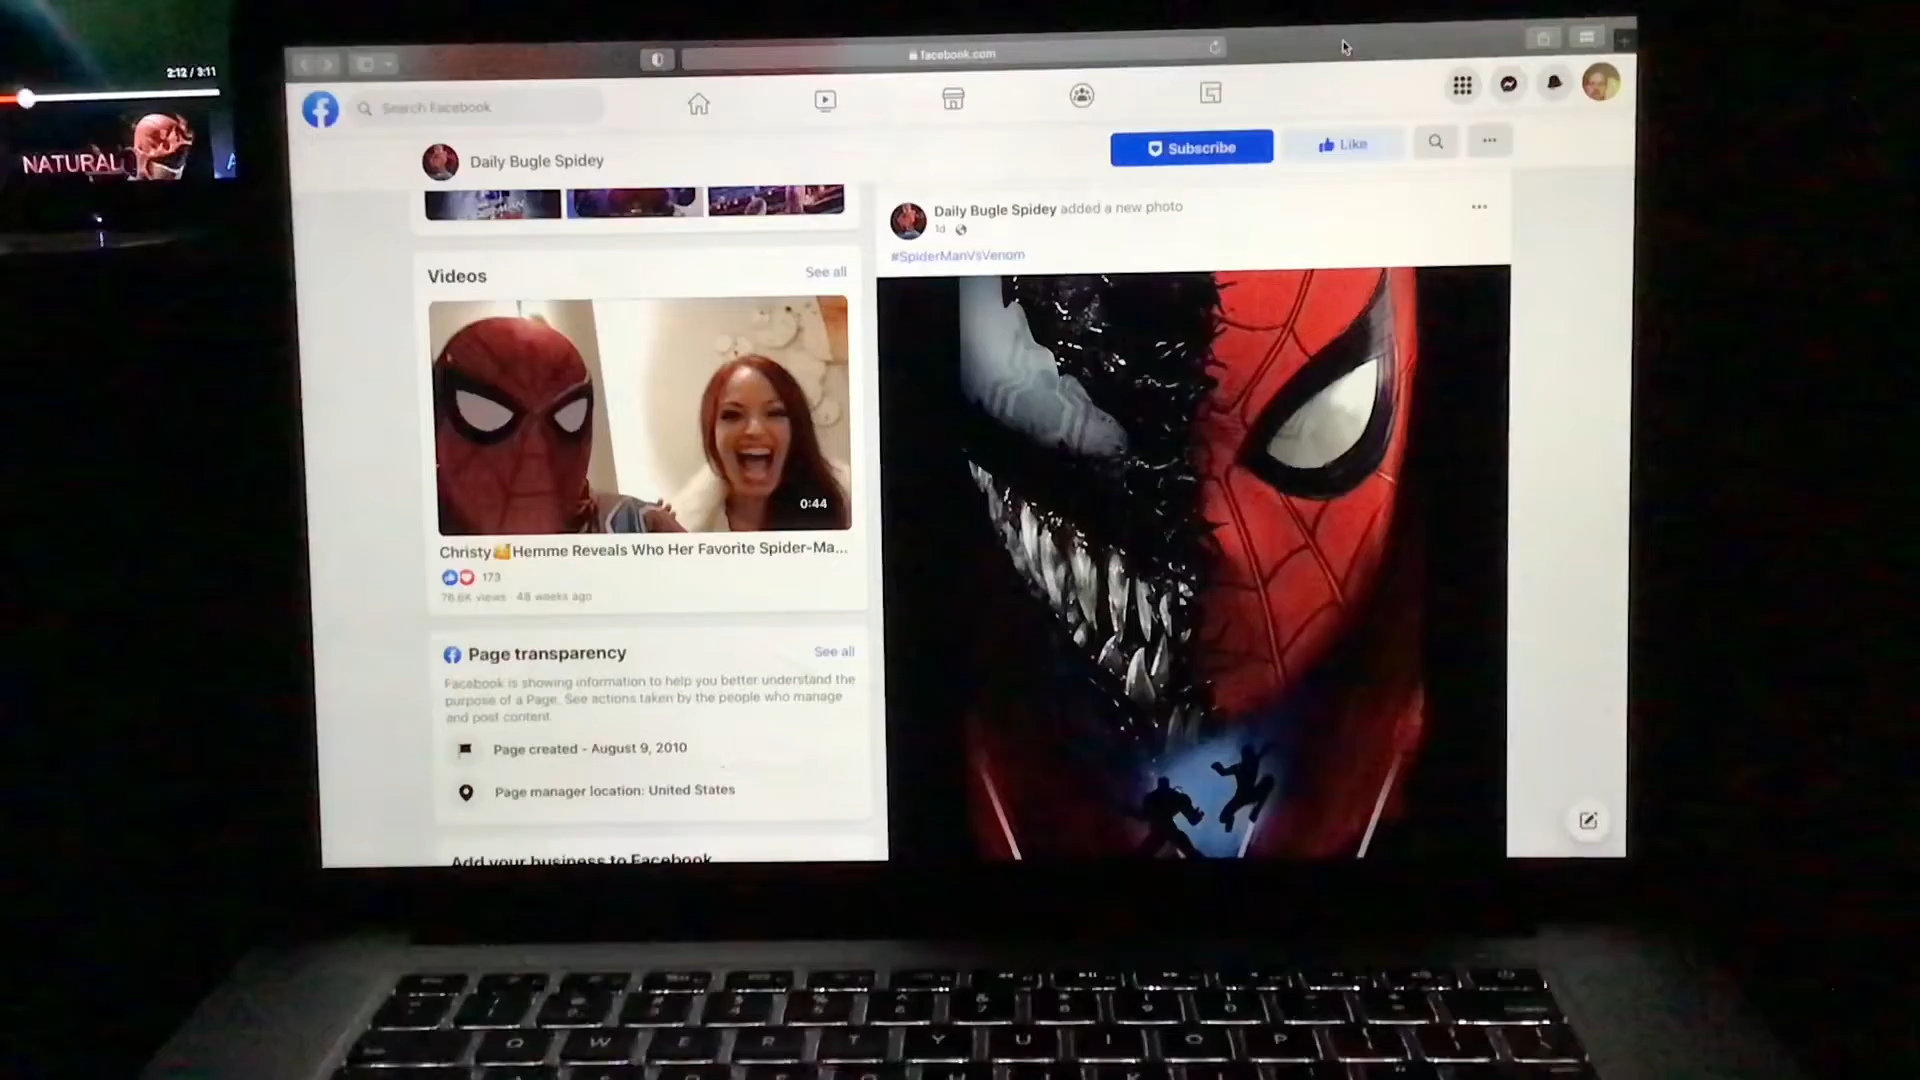 2:12 / 3:11
NATURAL
facebook.com
Search Facebook
Daily Bugle Spidey
Subscribe
Like
Daily Bugle Spidey added a new photo
1d
#SpiderManVsVenom
Videos
See all
0:44
Christy🥰Hemme Reveals Who Her Favorite Spider-Ma...
173
76.6K views · 48 weeks ago
Page transparency
See all
Facebook is showing information to help you better understand the
purpose of a Page. See actions taken by the people who manage
and post content.
Page created - August 9, 2010
Page manager location: United States
Add your business to Facebook
Q W E R T Y U I O P